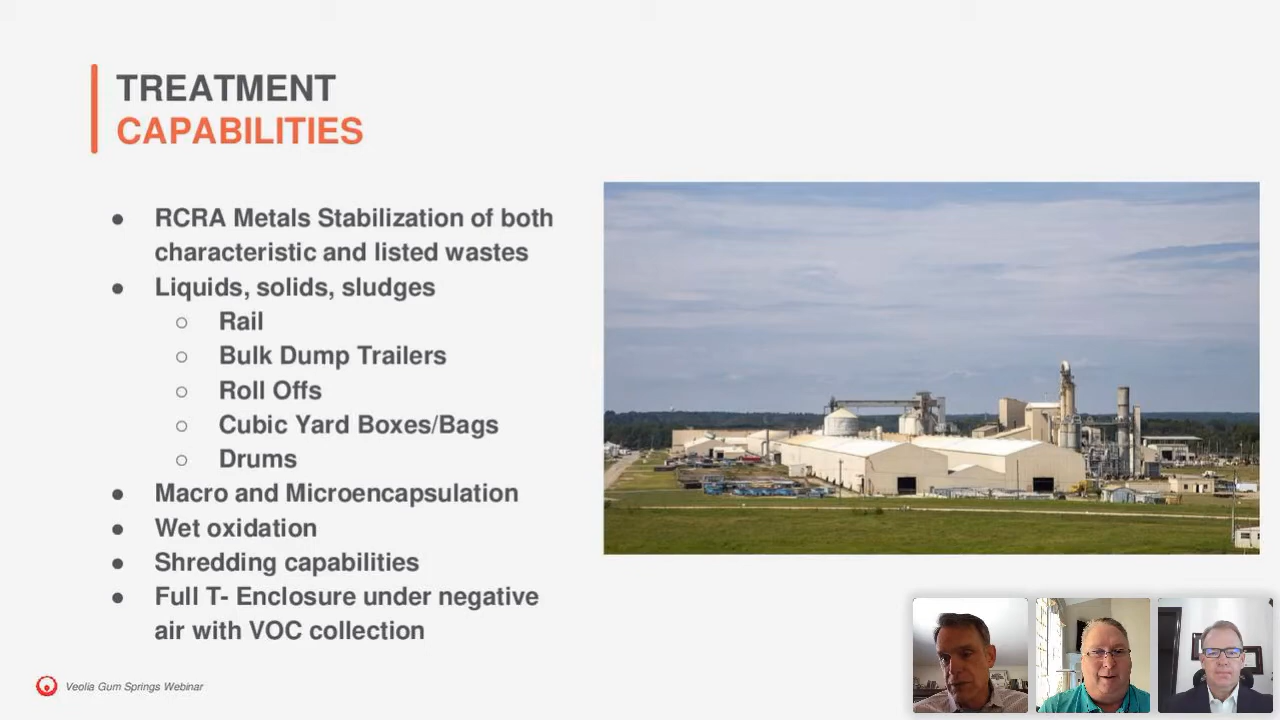 TREATMENT
CAPABILITIES
● RCRA Metals Stabilization of both
characteristic and listed wastes
● Liquids, solids, sludges
○ Rail
○ Bulk Dump Trailers
○ Roll Offs
○ Cubic Yard Boxes/Bags
○ Drums
● Macro and Microencapsulation
● Wet oxidation
● Shredding capabilities
● Full T- Enclosure under negative
air with VOC collection
Veolia Gum Springs Webinar